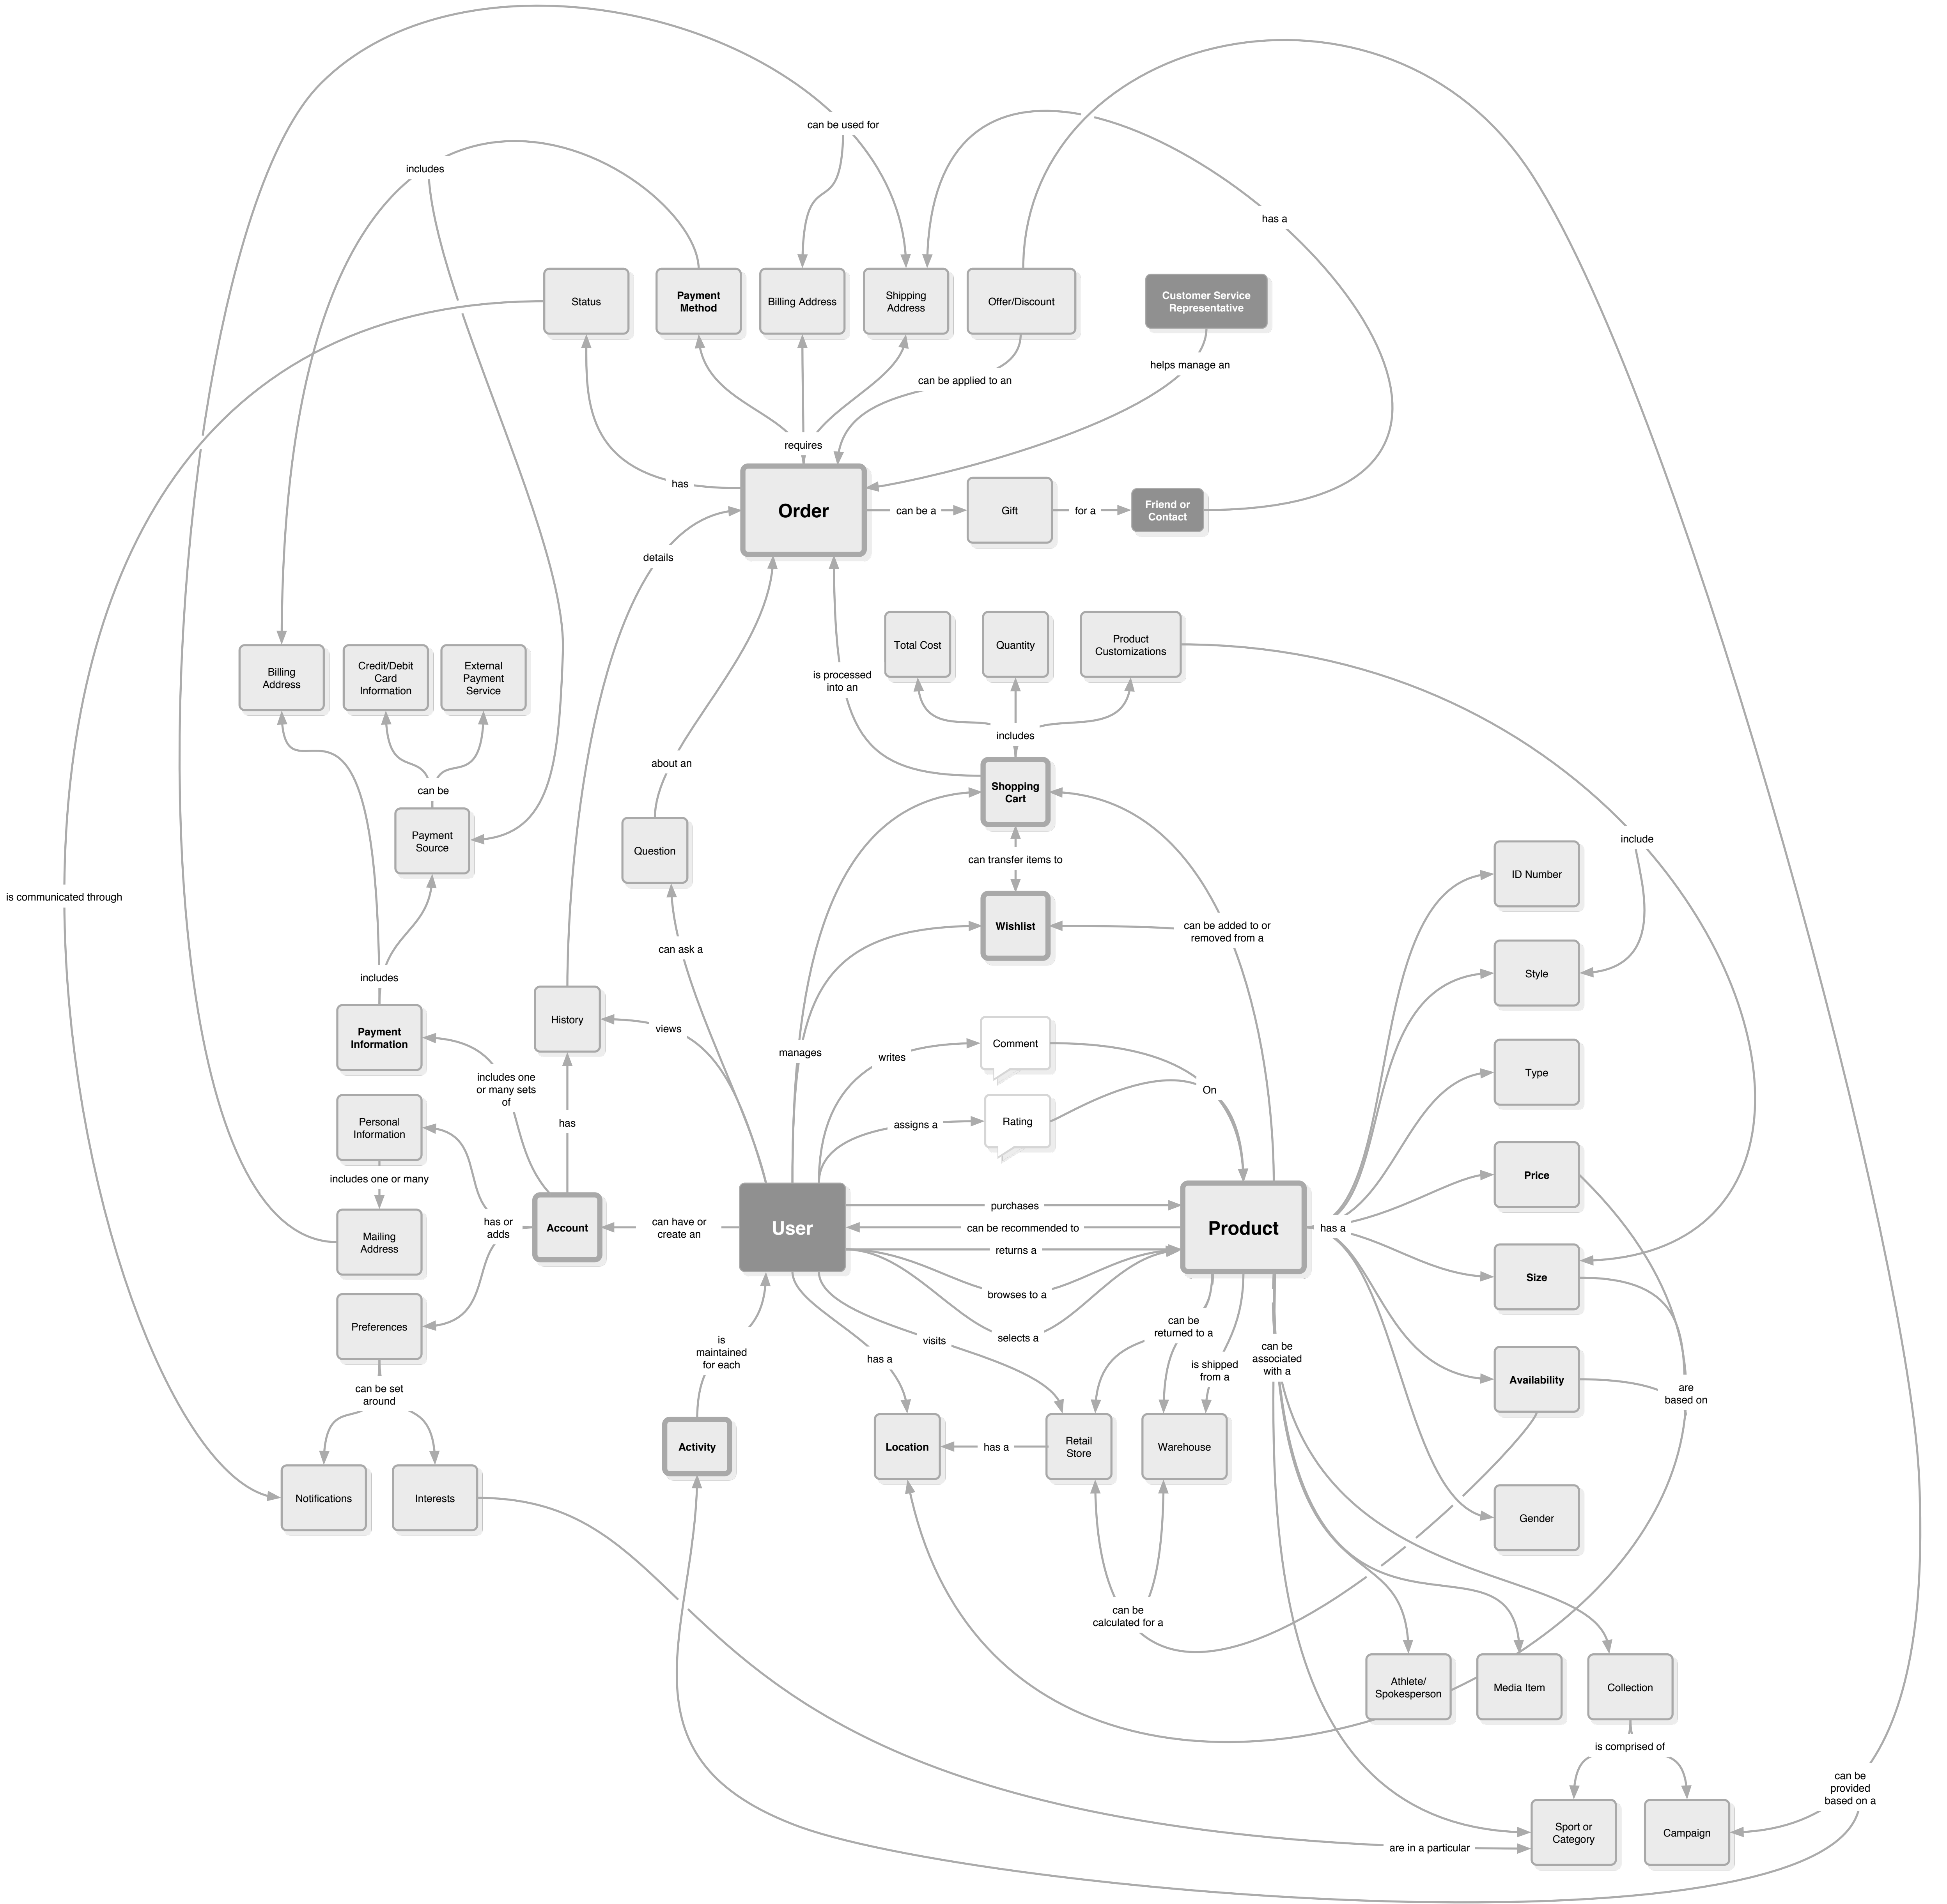 can be used for
includes
has a
Status
Payment
Method
Billing Address
Shipping
Address
Offer/Discount
Customer Service
Representative
helps manage an
can be applied to an
requires
has
Order
can be a
Gift
for a
Friend or
Contact
details
Total Cost
Quantity
Product
Customizations
Billing
Address
Credit/Debit
Card
Information
External
Payment
Service
is processed
into an
includes
about an
can be
Shopping
Cart
Payment
Source
Question
include
can transfer items to
ID Number
is communicated through
Wishlist
can be added to or
removed from a
can ask a
Style
includes
History
views
Payment
Information
manages
writes
Comment
Type
includes one
or many sets
of
On
has
assigns a
Rating
Personal
Information
includes one or many
Price
purchases
Mailing
Address
has or
adds
Account
can have or
create an
User
can be recommended to
Product
has a
returns a
Size
browses to a
Preferences
is
maintained
for each
visits
selects a
can be
returned to a
has a
is shipped
from a
can be
associated
with a
Availability
are
based on
can be set
around
Activity
Location
has a
Retail
Store
Warehouse
Notifications
Interests
Gender
can be
calculated for a
Athlete/
Spokesperson
Media Item
Collection
is comprised of
can be
provided
based on a
Sport or
Category
Campaign
are in a particular